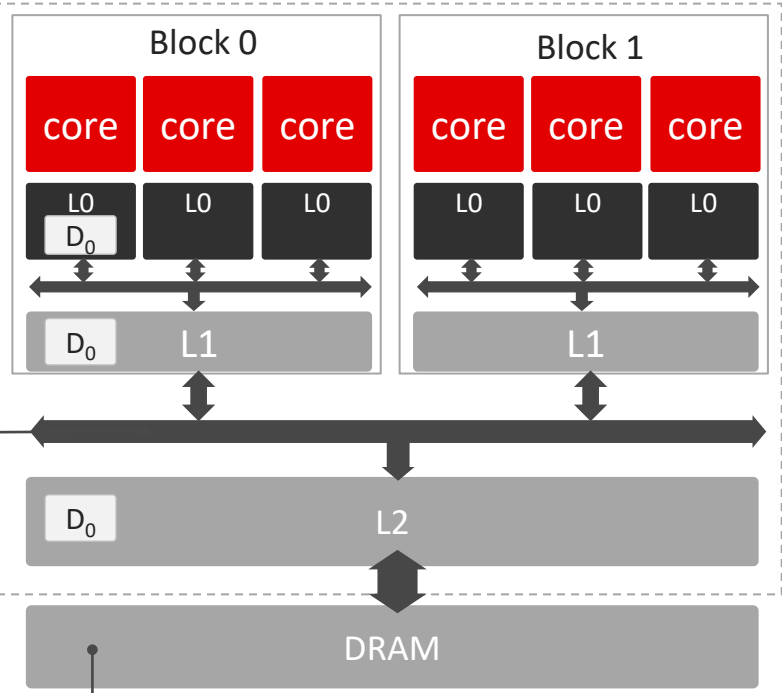 Block 0 Block 1
core core core core core core
L0 L0 L0 L0 L0 L0
D₀
D₀ L1 L1
D₀ L2
DRAM